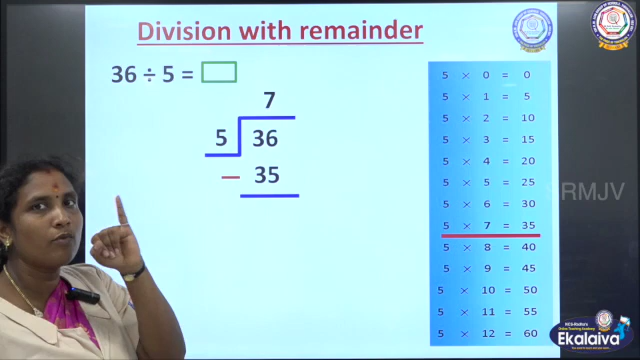 Division with remainder
36 ÷ 5 =
7
5 36
– 35
5 × 0 = 0
5 × 1 = 5
5 × 2 = 10
5 × 3 = 15
5 × 4 = 20
5 × 5 = 25
5 × 6 = 30
5 × 7 = 35
5 × 8 = 40
5 × 9 = 45
5 × 10 = 50
5 × 11 = 55
5 × 12 = 60
RMJV
Ekalaiva